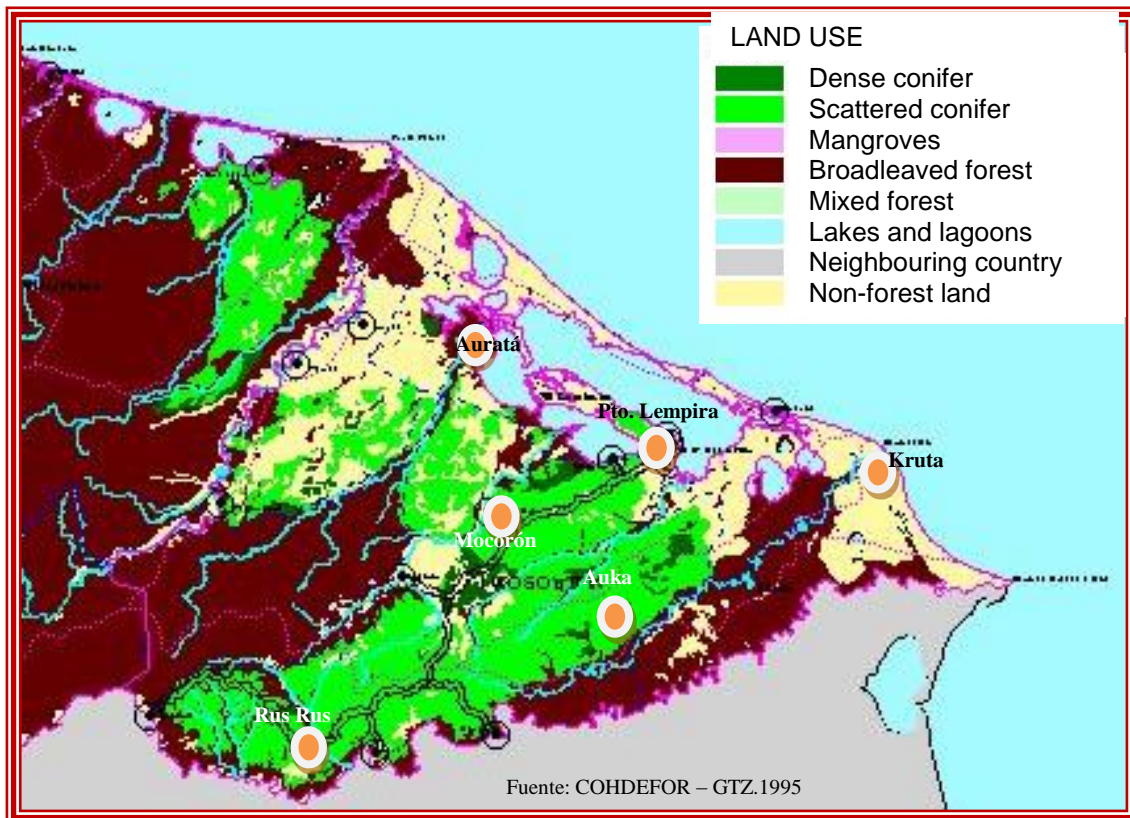 LAND USE
Dense conifer
Scattered conifer
Mangroves
Broadleaved forest
Mixed forest
Lakes and lagoons
Neighbouring country
Non-forest land
Auratá
Pto. Lempira
Kruta
Mocorón
Auka
Rus Rus
Fuente: COHDEFOR – GTZ.1995